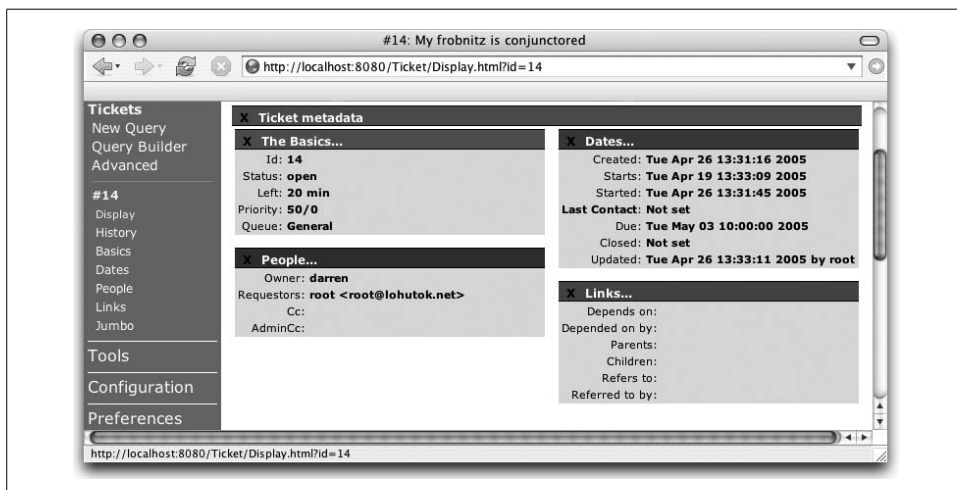 #14: My frobnitz is conjunctored
http://localhost:8080/Ticket/Display.html?id=14
Tickets
New Query
Query Builder
Advanced
#14
Display
History
Basics
Dates
People
Links
Jumbo
Tools
Configuration
Preferences
X Ticket metadata
X The Basics...
Id: 14
Status: open
Left: 20 min
Priority: 50/0
Queue: General
X People...
Owner: darren
Requestors: root <root@lohutok.net>
Cc:
AdminCc:
X Dates...
Created: Tue Apr 26 13:31:16 2005
Starts: Tue Apr 19 13:33:09 2005
Started: Tue Apr 26 13:31:45 2005
Last Contact: Not set
Due: Tue May 03 10:00:00 2005
Closed: Not set
Updated: Tue Apr 26 13:33:11 2005 by root
X Links...
Depends on:
Depended on by:
Parents:
Children:
Refers to:
Referred to by:
http://localhost:8080/Ticket/Display.html?id=14